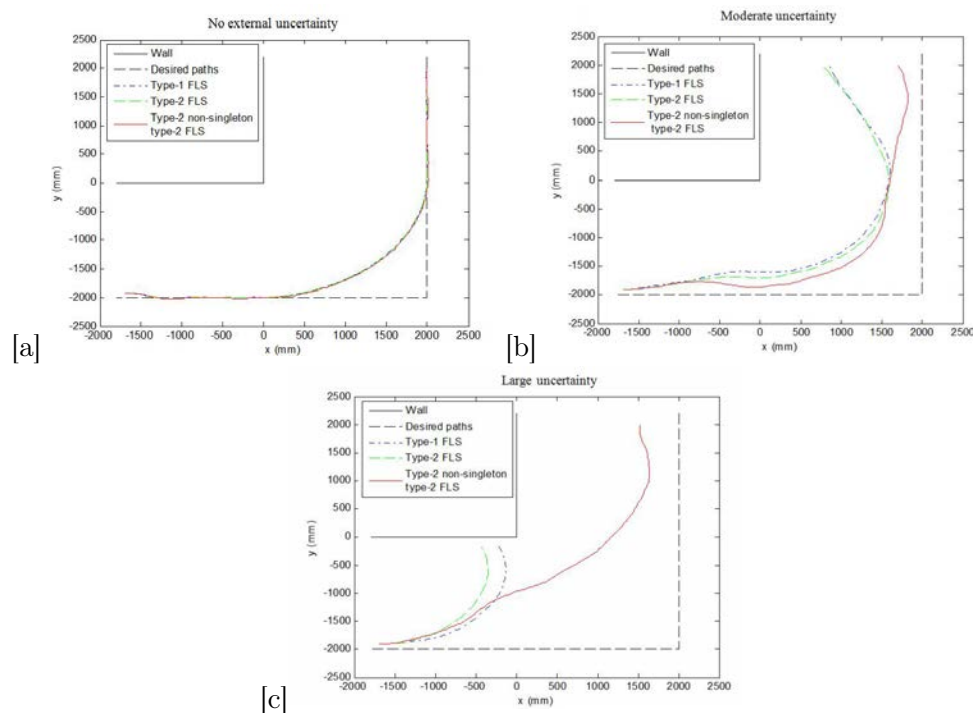 No external uncertainty
2500
2000
1500
1000
500
0
-500
-1000
-1500
-2000
-2500
y (mm)
Wall
Desired paths
Type-1 FLS
Type-2 FLS
Type-2 non-singleton
type-2 FLS
-2000 -1500 -1000 -500 0 500 1000 1500 2000 2500
x (mm)
[a]
Moderate uncertainty
2500
2000
1500
1000
500
0
-500
-1000
-1500
-2000
-2500
y (mm)
Wall
Desired paths
Type-1 FLS
Type-2 FLS
Type-2 non-singleton
type-2 FLS
-2000 -1500 -1000 -500 0 500 1000 1500 2000 2500
x (mm)
[b]
Large uncertainty
2500
2000
1500
1000
500
0
-500
-1000
-1500
-2000
-2500
y (mm)
Wall
Desired paths
Type-1 FLS
Type-2 FLS
Type-2 non-singleton
type-2 FLS
-2000 -1500 -1000 -500 0 500 1000 1500 2000 2500
x (mm)
[c]